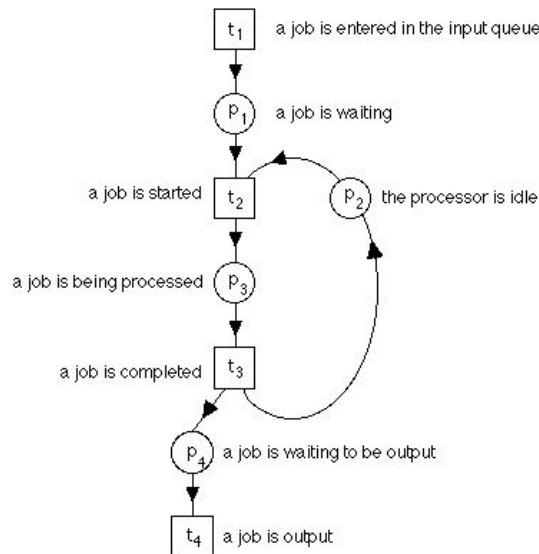 t1 a job is entered in the input queue
p1 a job is waiting
a job is started t2
p2 the processor is idle
a job is being processed p3
a job is completed t3
p4 a job is waiting to be output
t4 a job is output